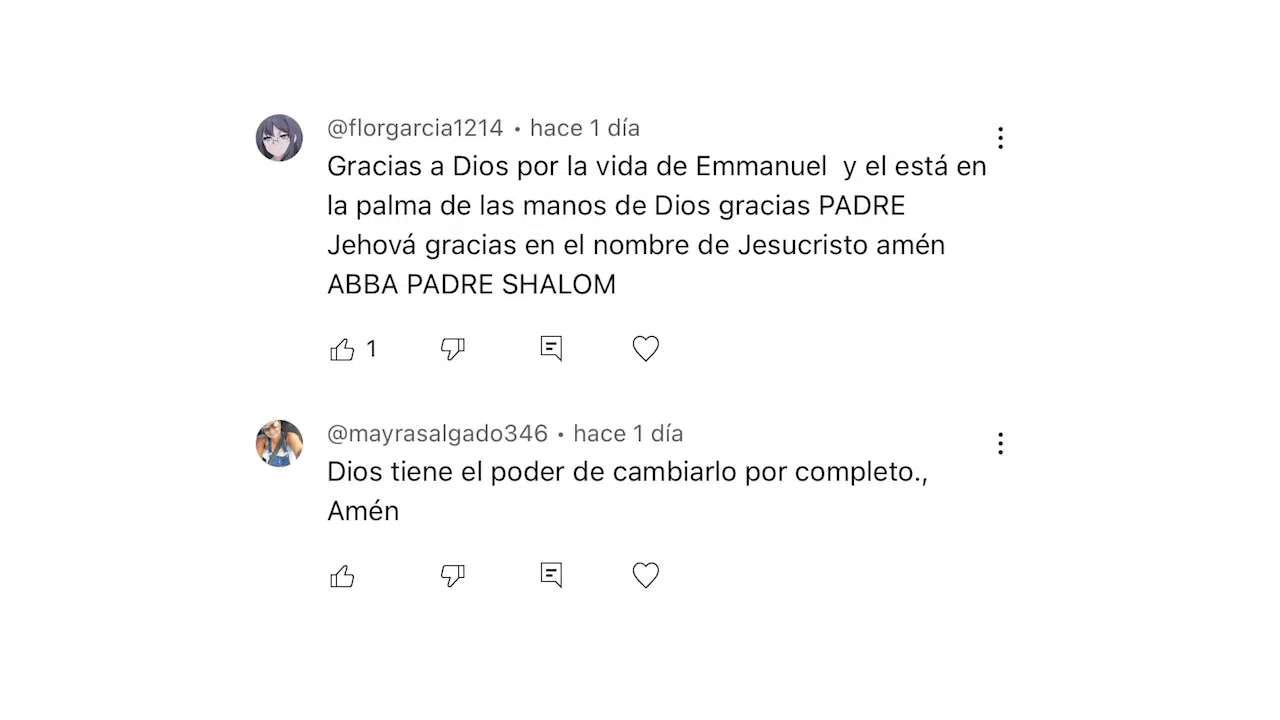 @florgarcia1214 • hace 1 día
Gracias a Dios por la vida de Emmanuel  y el está en
la palma de las manos de Dios gracias PADRE
Jehová gracias en el nombre de Jesucristo amén
ABBA PADRE SHALOM
1
@mayrasalgado346 • hace 1 día
Dios tiene el poder de cambiarlo por completo.,
Amén